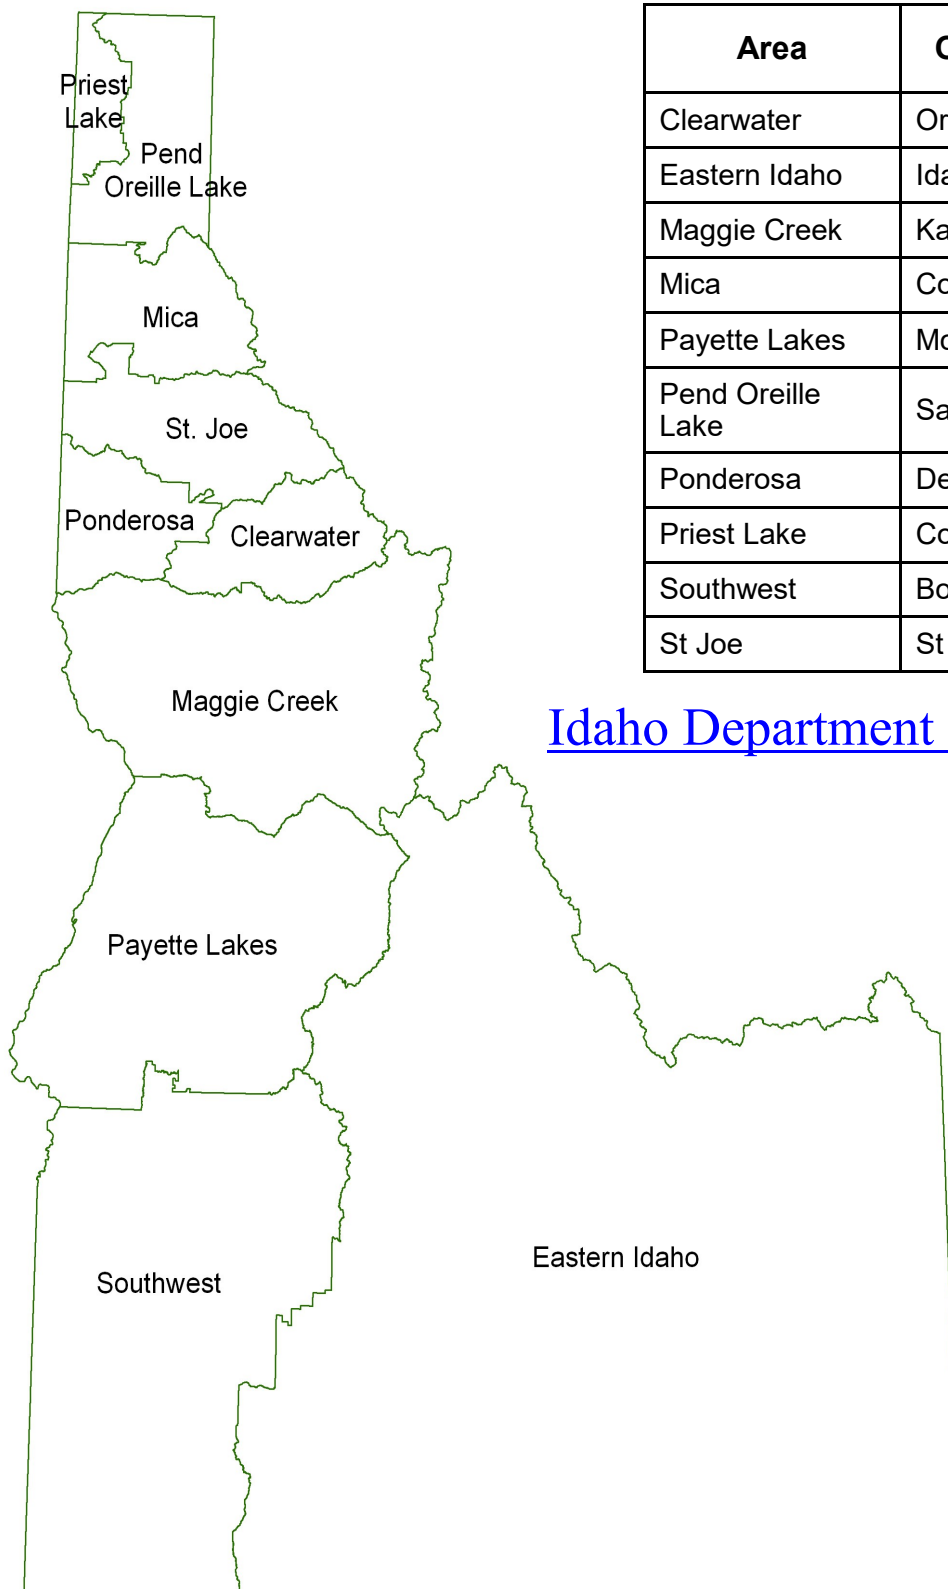 Priest
Lake
Pend
Oreille Lake
Mica
St. Joe
Ponderosa
Clearwater
Maggie Creek
Payette Lakes
Southwest
Eastern Idaho
Area
Clearwater
Eastern Idaho
Maggie Creek
Mica
Payette Lakes
Pend Oreille
Lake
Ponderosa
Priest Lake
Southwest
St Joe St
Idaho Department